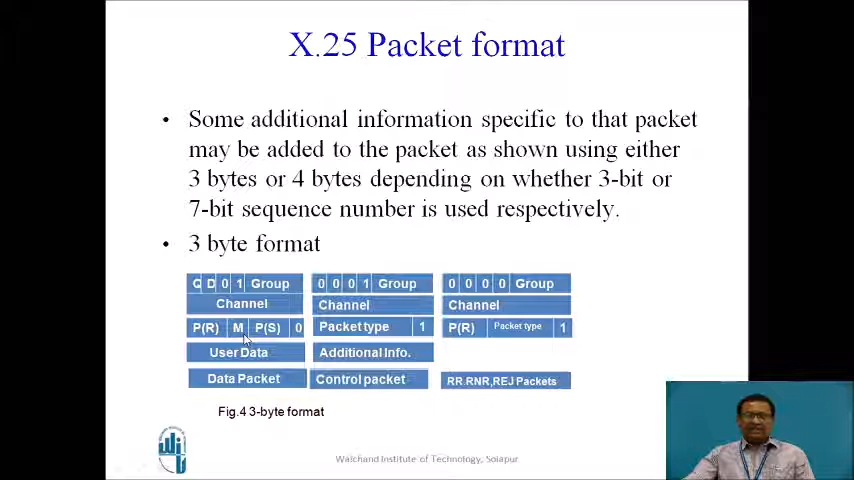 X.25 Packet format
• Some additional information specific to that packet
may be added to the packet as shown using either
3 bytes or 4 bytes depending on whether 3-bit or
7-bit sequence number is used respectively.
• 3 byte format
Q D 0 1 Group 0 0 0 1 Group 0 0 0 0 Group
Channel Channel Channel
P(R) M P(S) 0 Packet type 1 P(R) Packet type 1
User Data Additional Info.
Data Packet Control packet RR.RNR,REJ Packets
Fig.4 3-byte format
Walchand Institute of Technology, Solapur